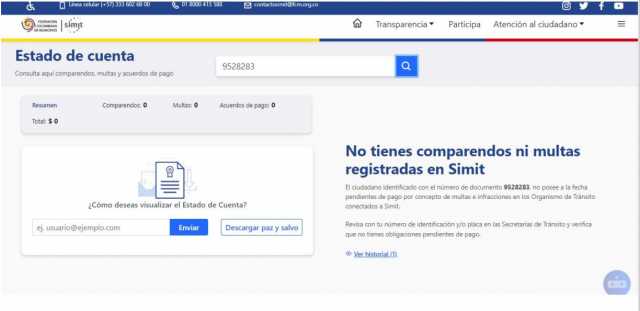 Línea celular (+57) 333 602 68 00
01 8000 413 588
contactosimit@fcm.org.co
FEDERACIÓN COLOMBIANA DE MUNICIPIOS
simit
Transparencia
Participa
Atención al ciudadano
Estado de cuenta
Consulta aquí comparendos, multas y acuerdos de pago
9528283
Resumen
Comparendos: 0
Multas: 0
Acuerdos de pago: 0
Total: $ 0
¿Cómo deseas visualizar el Estado de Cuenta?
ej. usuario@ejemplo.com
Enviar
Descargar paz y salvo
No tienes comparendos ni multas
registradas en Simit
El ciudadano identificado con el número de documento 9528283, no posee a la fecha
pendientes de pago por concepto de multas e infracciones en los Organismo de Tránsito
conectados a Simit.
Revisa con tu número de identificación y/o placa en las Secretarías de Tránsito y verifica
que no tienes obligaciones pendientes de pago.
Ver historial (1)